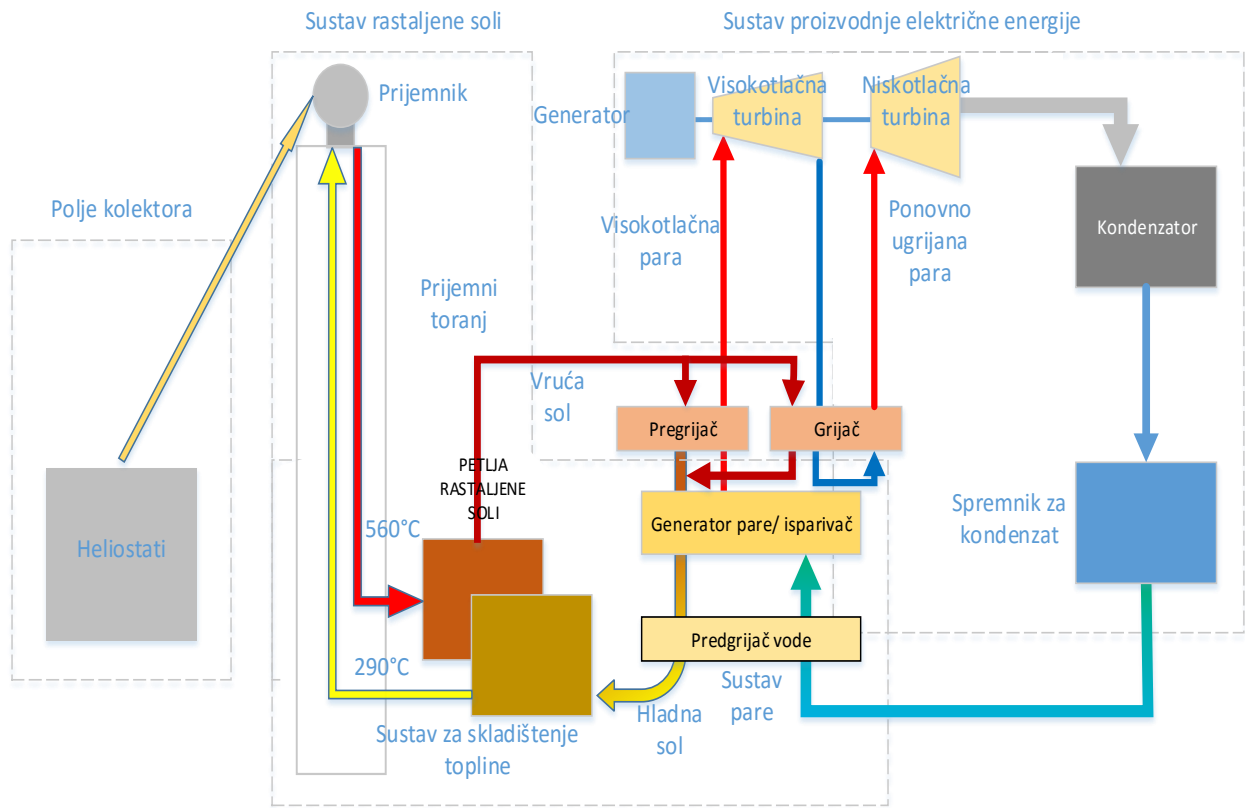 Sustav rastaljene soli
Sustav proizvodnje električne energije
Prijemnik
Generator
Visokotlačna
turbina
Niskotlačna
turbina
Polje kolektora
Visokotlačna
para
Ponovno
ugrijana
para
Kondenzator
Prijemni
toranj
Vruća
sol
Pregrijač
Grijač
PETLJA
RASTALJENE
SOLI
Generator pare/ isparivač
Spremnik za
kondenzat
Heliostati
560°C
Predgrijač vode
290°C
Sustav
pare
Hladna
sol
Sustav za skladištenje
topline